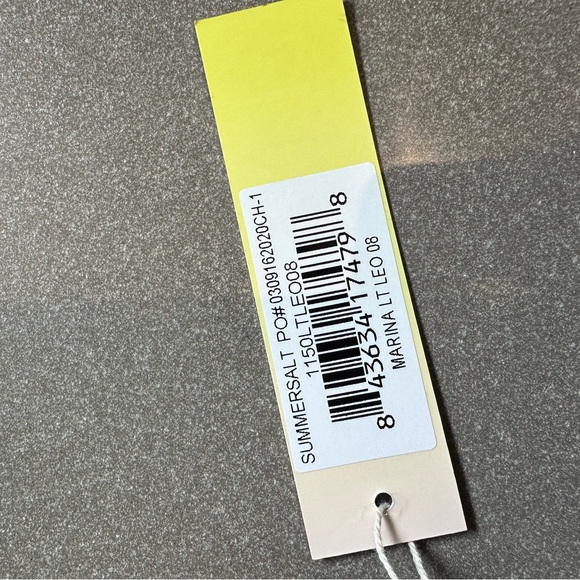 SUMMERSALT PO#0309162020CH-1
1150LTLEO08
8 43634 17479 8
MARINA LT LEO 08